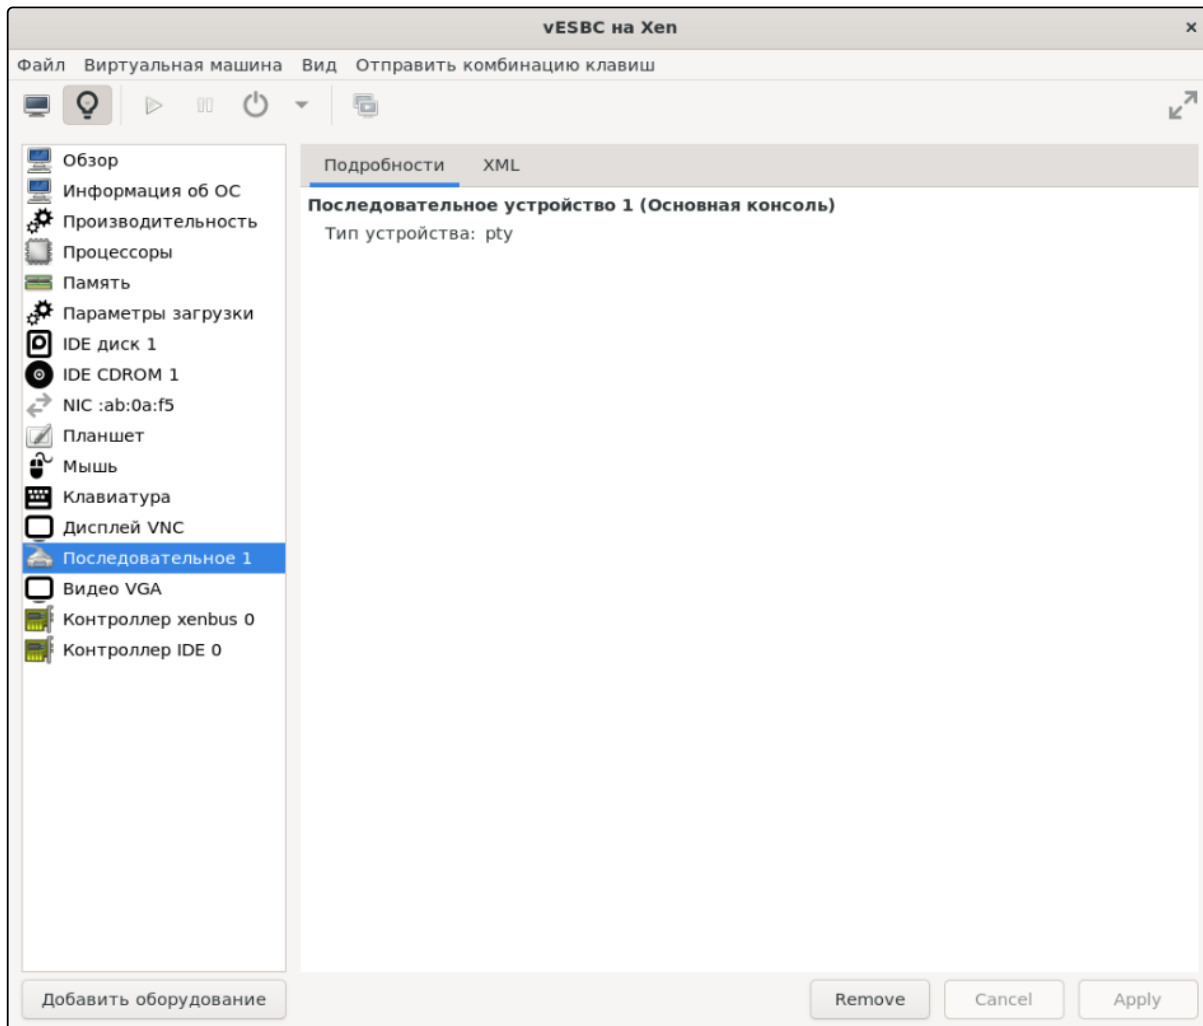 vESBC на Xen
×
Файл Виртуальная машина Вид Отправить комбинацию клавиш
Обзор
Информация об ОС
Производительность
Процессоры
Память
Параметры загрузки
IDE диск 1
IDE CDROM 1
NIC :ab:0a:f5
Планшет
Мышь
Клавиатура
Дисплей VNC
Последовательное 1
Видео VGA
Контроллер xenbus 0
Контроллер IDE 0
Добавить оборудование
Подробности XML
Последовательное устройство 1 (Основная консоль)
Тип устройства: pty
Remove Cancel Apply